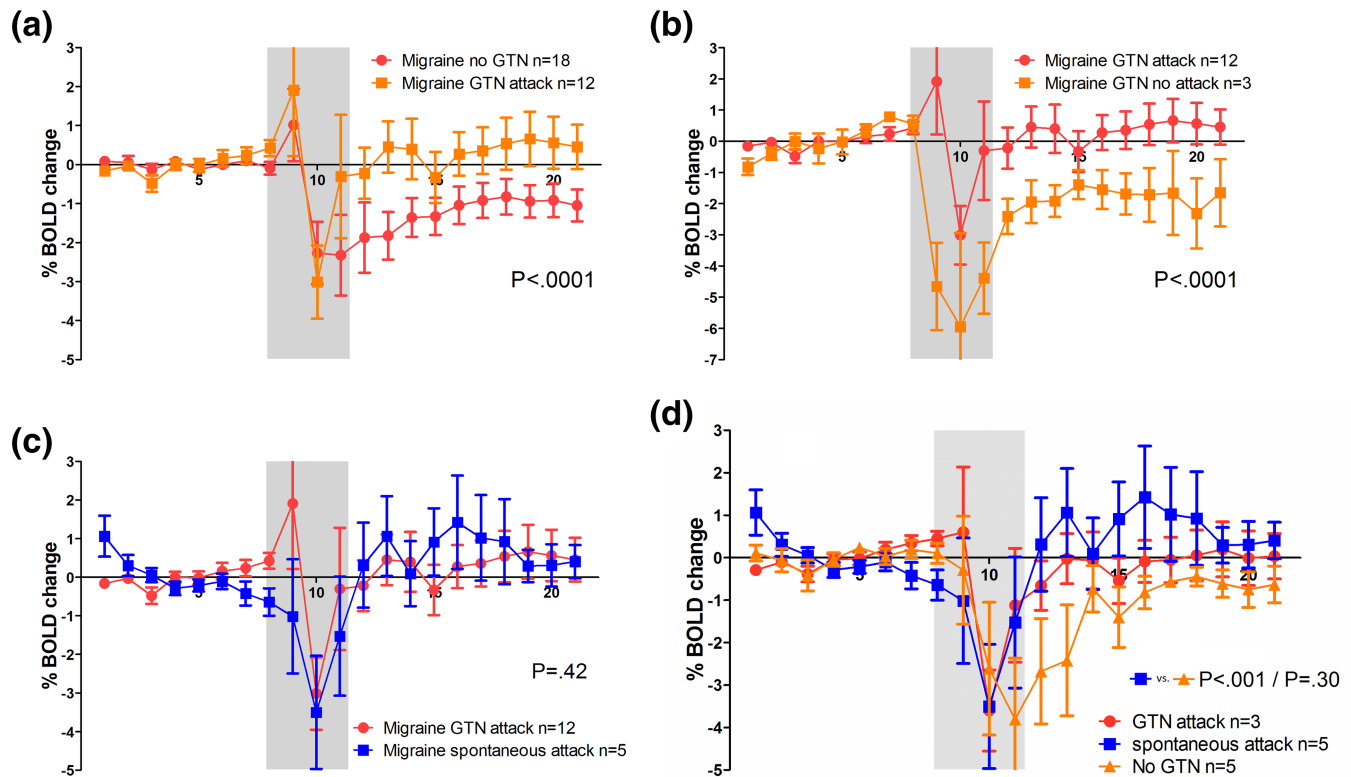 (a)
3
2
1
0
-1
-2
-3
-4
-5
% BOLD change
5
10
15
20
Migraine no GTN n=18
Migraine GTN attack n=12
P<.0001
(b)
3
2
1
0
-1
-2
-3
-4
-5
-6
-7
% BOLD change
5
10
15
20
Migraine GTN attack n=12
Migraine GTN no attack n=3
P<.0001
(c)
3
2
1
0
-1
-2
-3
-4
-5
% BOLD change
5
10
15
20
P=.42
Migraine GTN attack n=12
Migraine spontaneous attack n=5
(d)
3
2
1
0
-1
-2
-3
-4
-5
% BOLD change
5
10
15
20
vs. P<.001 / P=.30
GTN attack n=3
spontaneous attack n=5
No GTN n=5